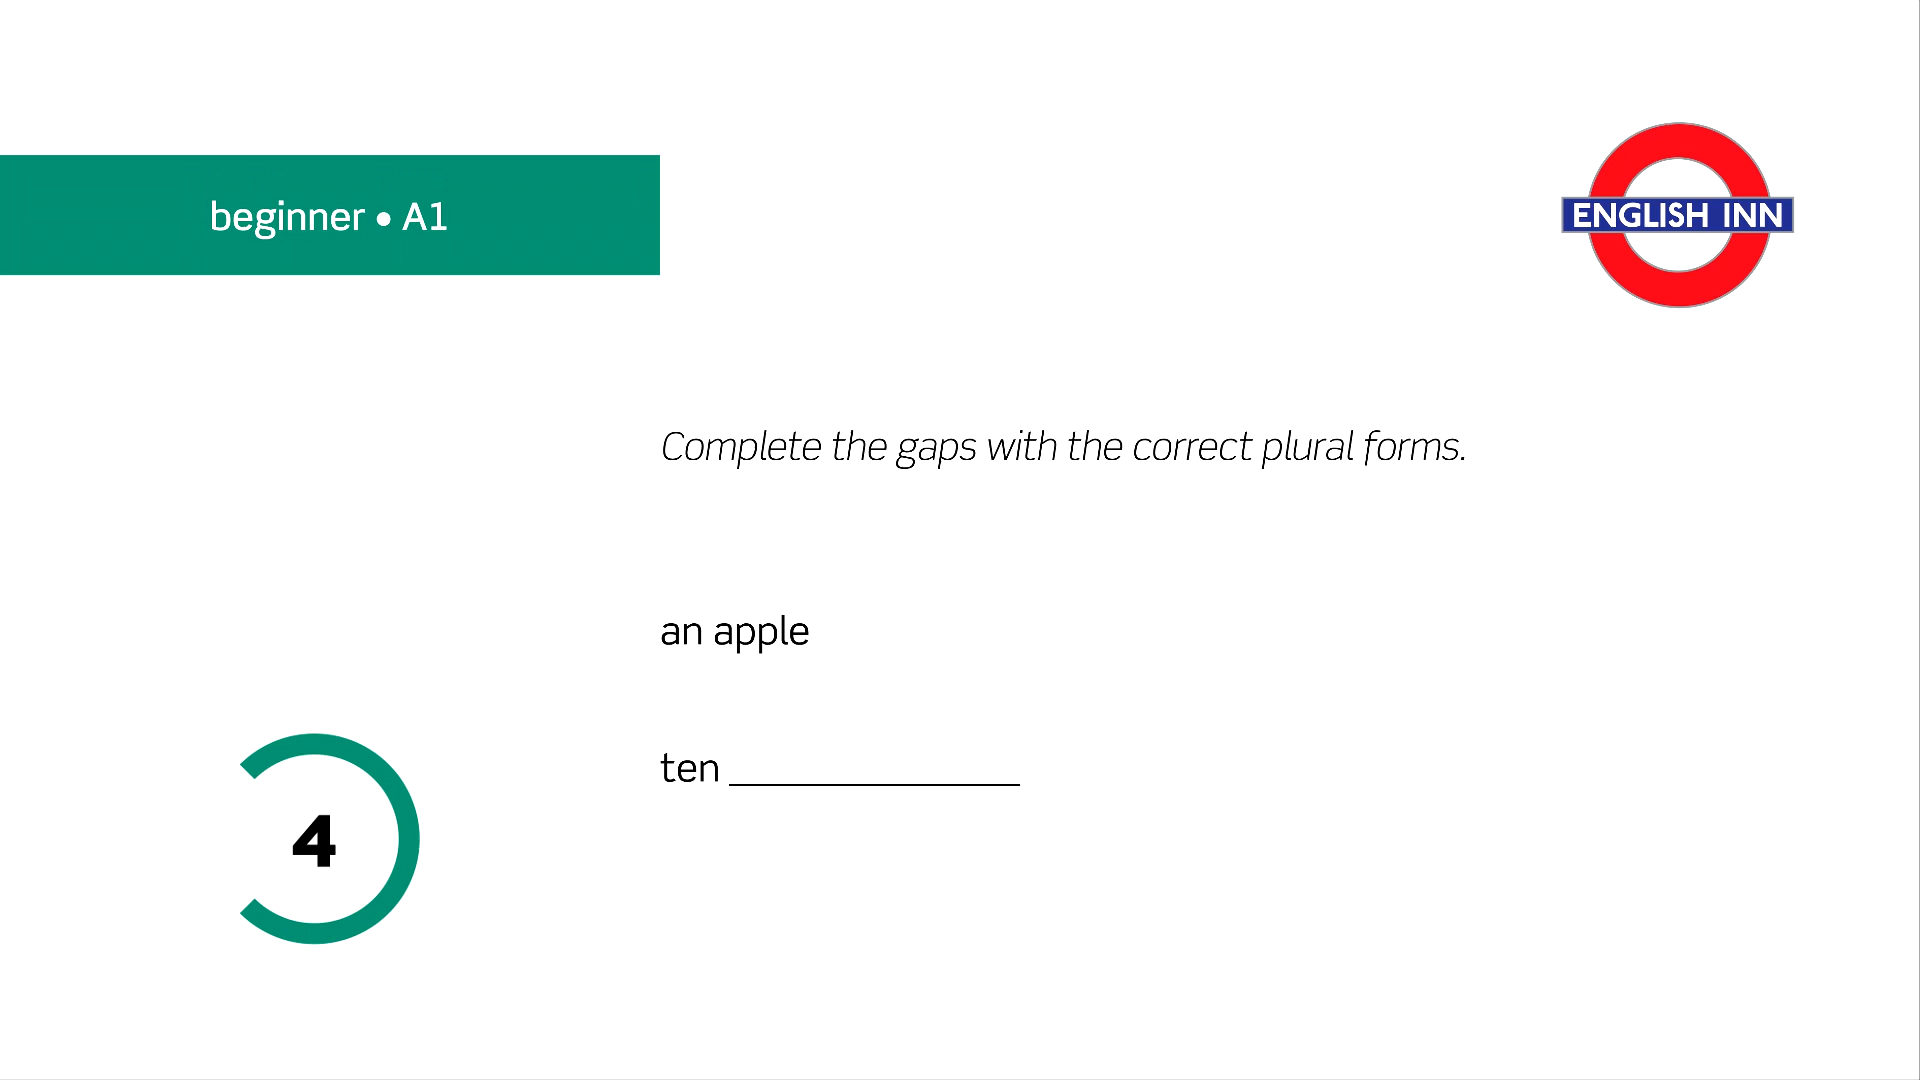 beginner • A1
ENGLISH INN
Complete the gaps with the correct plural forms.
an apple
ten ______________
4